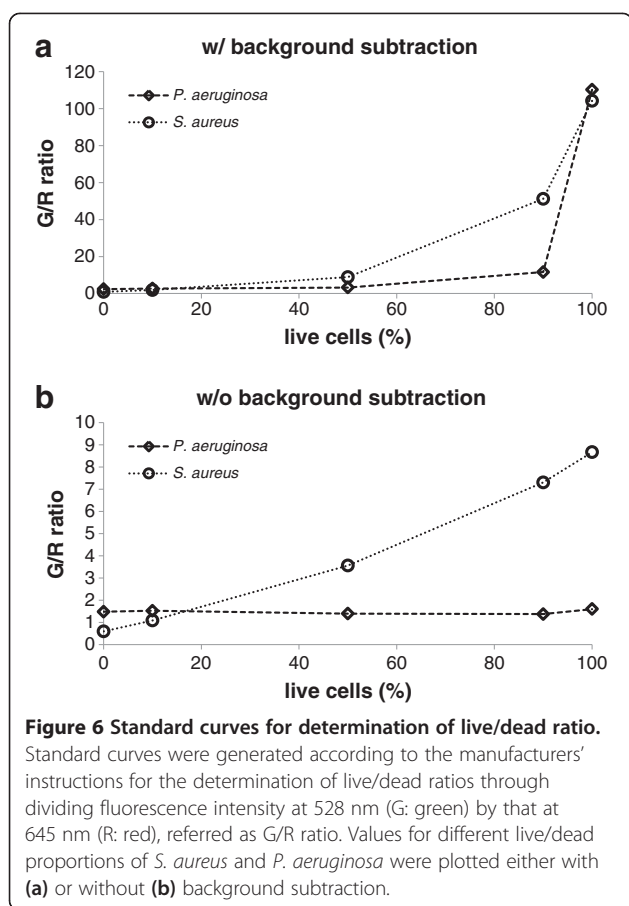 a
w/ background subtraction
120
100
80
60
40
20
0
G/R ratio
P. aeruginosa
S. aureus
0 20 40 60 80 100
live cells (%)
b
w/o background subtraction
10
9
8
7
6
5
4
3
2
1
0
G/R ratio
P. aeruginosa
S. aureus
0 20 40 60 80 100
live cells (%)
Figure 6 Standard curves for determination of live/dead ratio.
Standard curves were generated according to the manufacturers'
instructions for the determination of live/dead ratios through
dividing fluorescence intensity at 528 nm (G: green) by that at
645 nm (R: red), referred as G/R ratio. Values for different live/dead
proportions of S. aureus and P. aeruginosa were plotted either with
(a) or without (b) background subtraction.